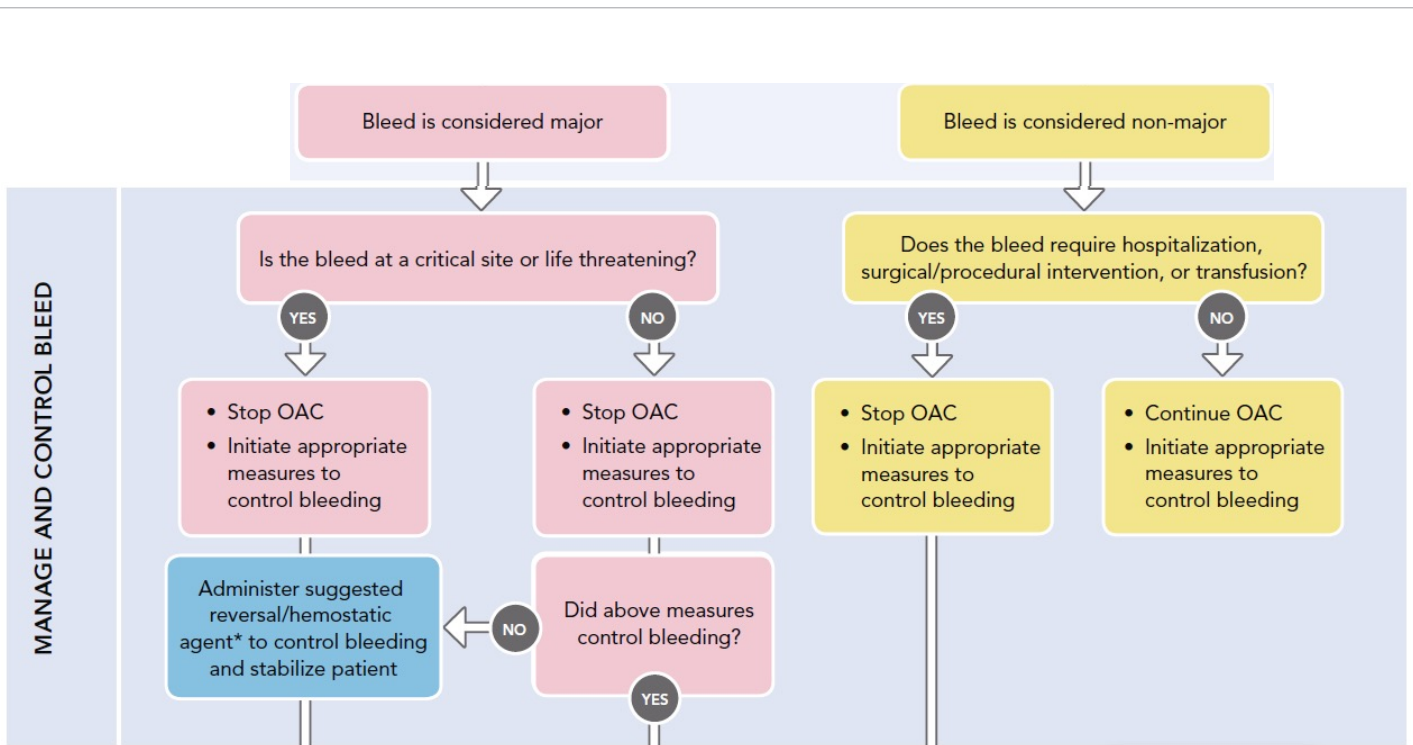 Bleed is considered major
Bleed is considered non-major
MANAGE AND CONTROL BLEED
Is the bleed at a critical site or life threatening?
Does the bleed require hospitalization,
surgical/procedural intervention, or transfusion?
YES
NO
YES
NO
• Stop OAC
• Initiate appropriate
measures to
control bleeding
• Stop OAC
• Initiate appropriate
measures to
control bleeding
• Stop OAC
• Initiate appropriate
measures to
control bleeding
• Continue OAC
• Initiate appropriate
measures to
control bleeding
Administer suggested
reversal/hemostatic
agent* to control bleeding
and stabilize patient
NO
Did above measures
control bleeding?
YES